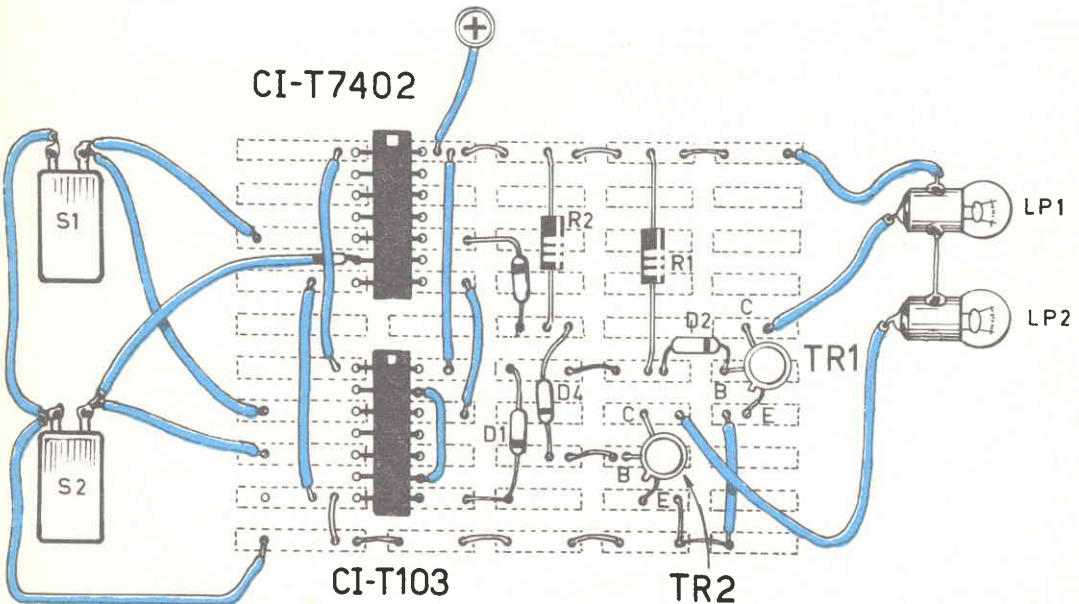 +
CI-T7402
S1
R2
R1
LP1
LP2
D2
C
TR1
B
E
D4
C
D1
B
S2
E
CI-T103
TR2